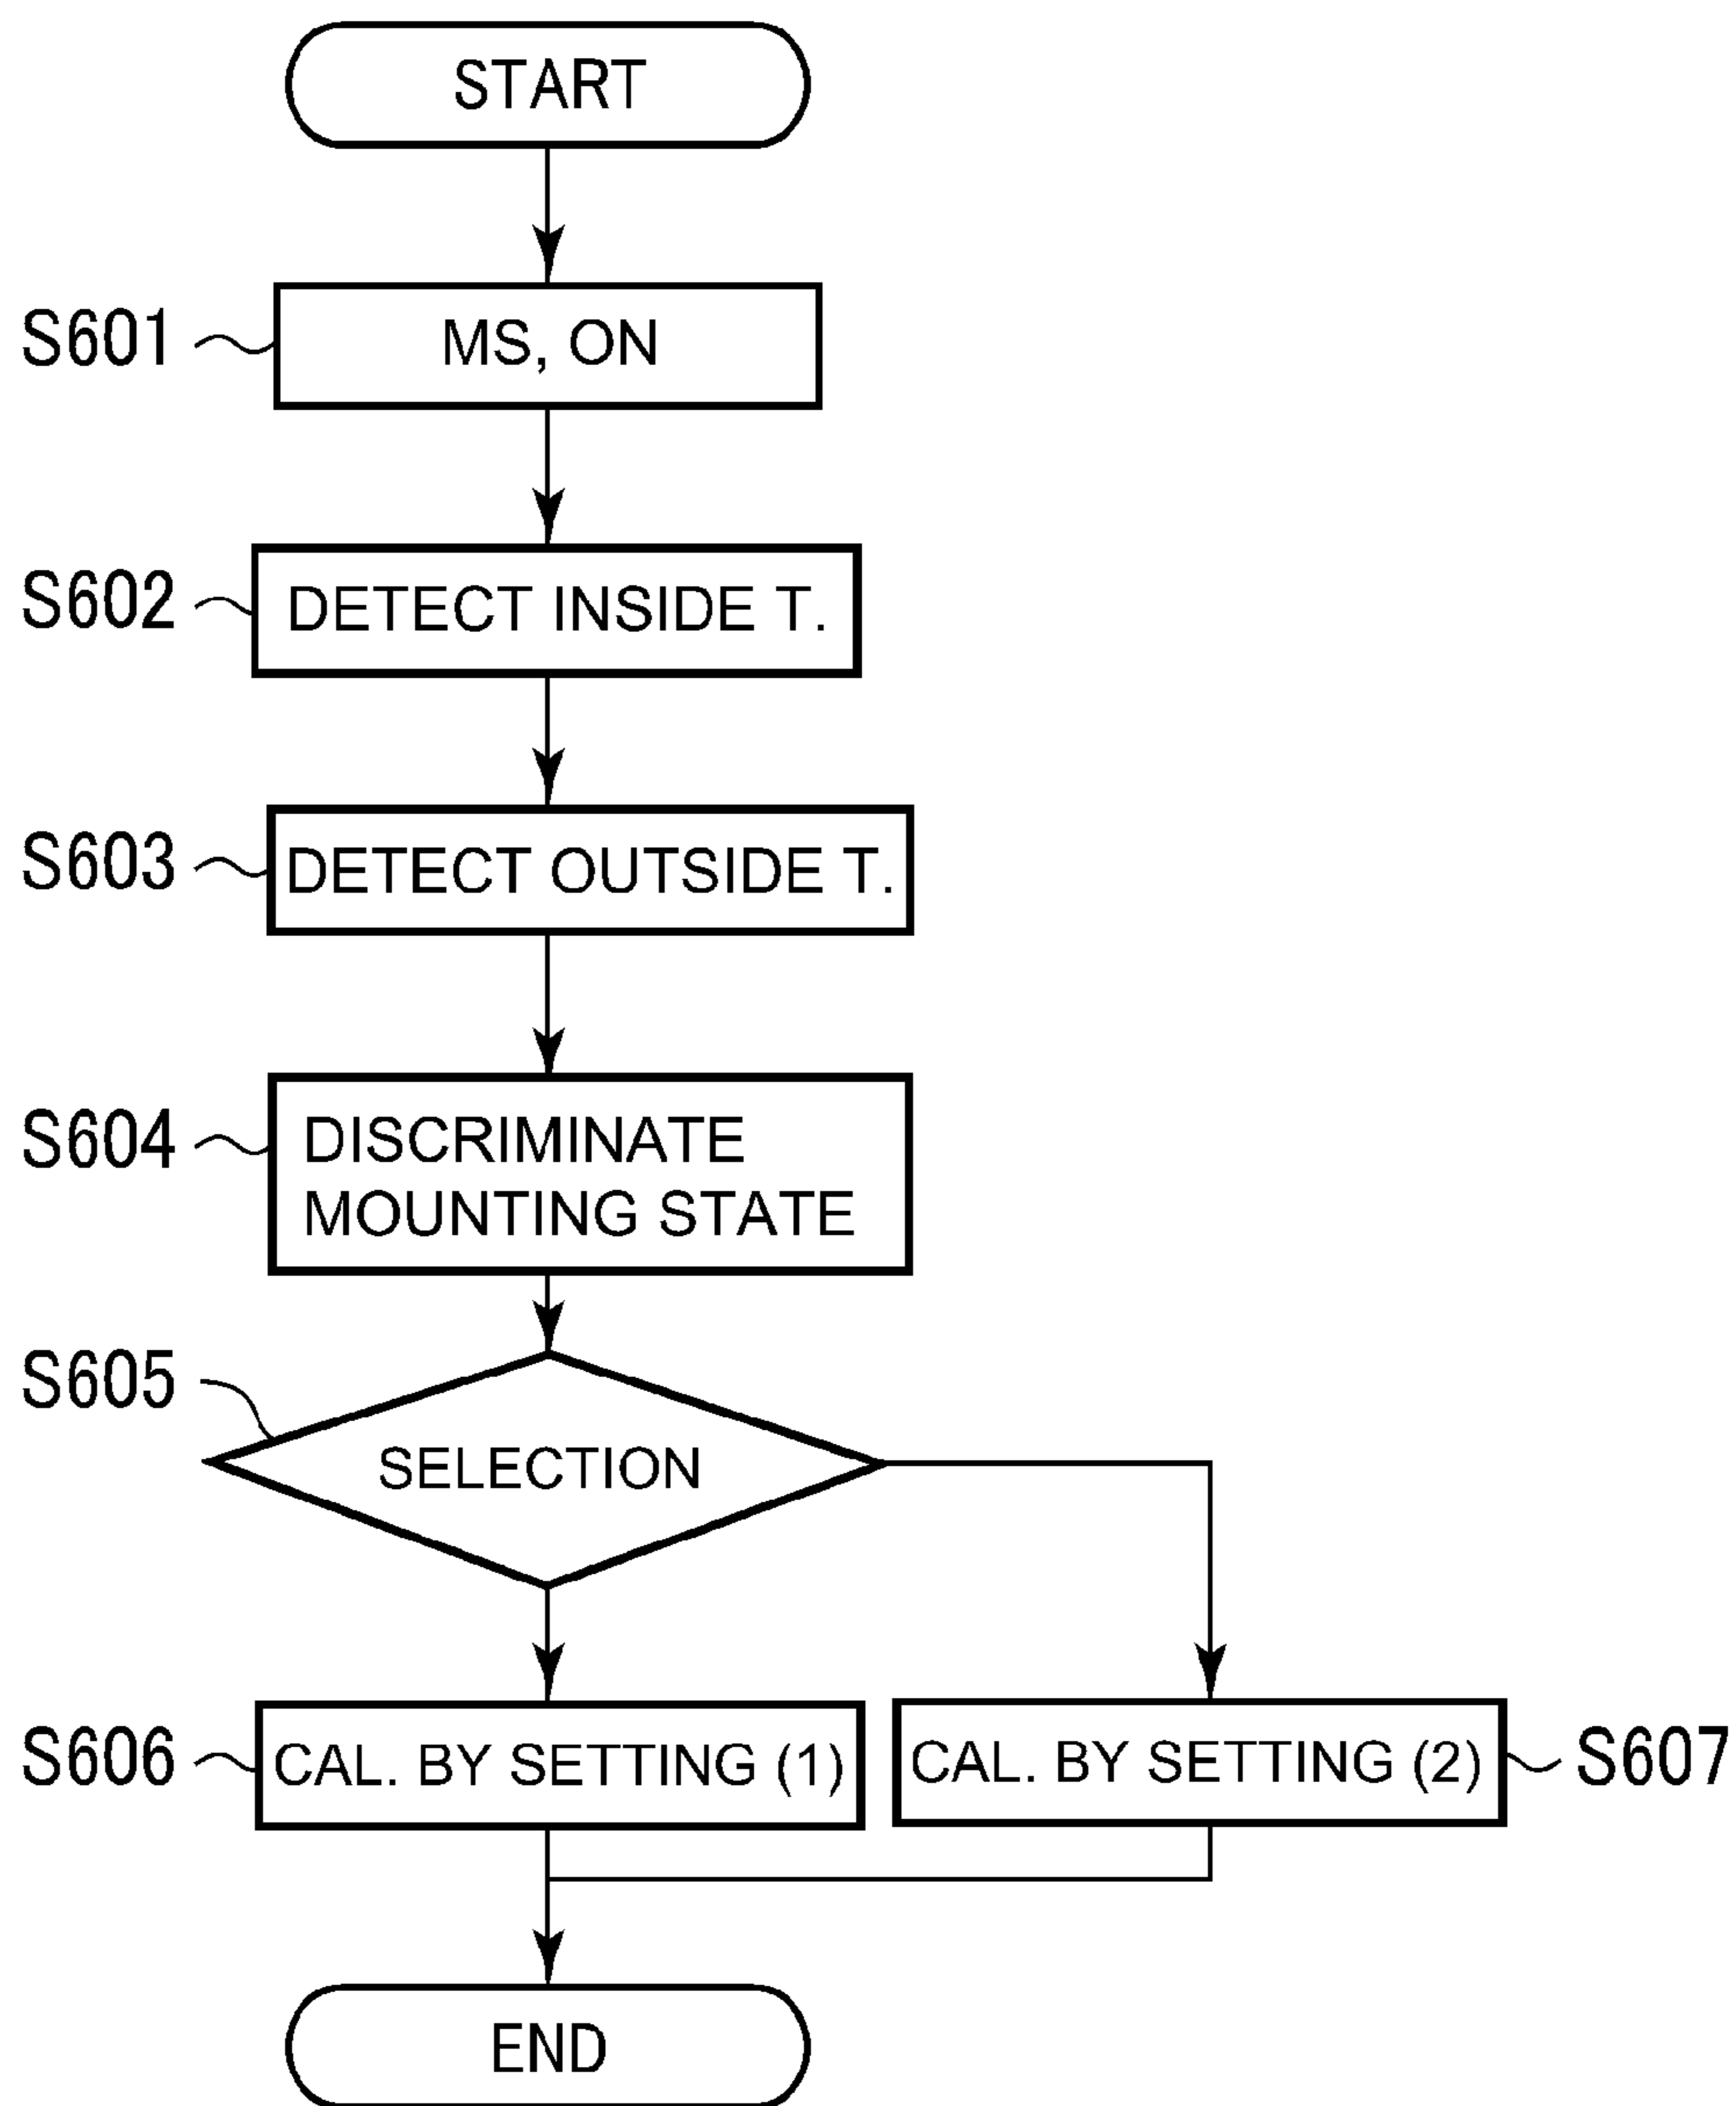 START
S601
MS, ON
S602
DETECT INSIDE T.
S603
DETECT OUTSIDE T.
S604
DISCRIMINATE
MOUNTING STATE
S605
SELECTION
S606
CAL. BY SETTING (1)
CAL. BY SETTING (2)
S607
END